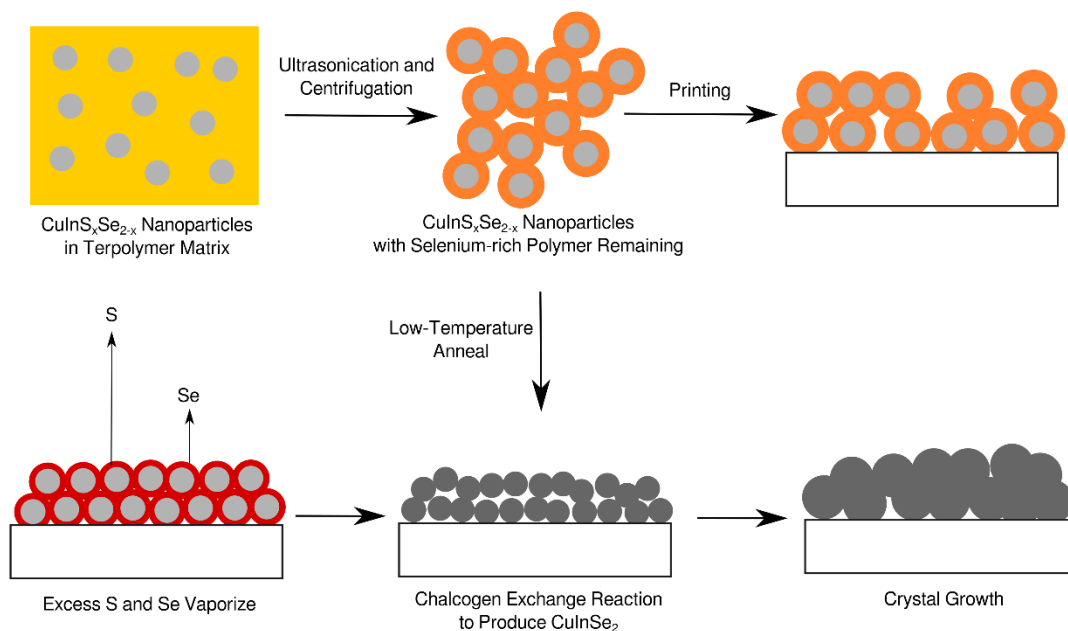 Ultrasonication and
Centrifugation
Printing
CuInSₓSe₂₋ₓ Nanoparticles
in Terpolymer Matrix
CuInSₓSe₂₋ₓ Nanoparticles
with Selenium-rich Polymer Remaining
S
Se
Low-Temperature
Anneal
Excess S and Se Vaporize
Chalcogen Exchange Reaction
to Produce CuInSe₂
Crystal Growth